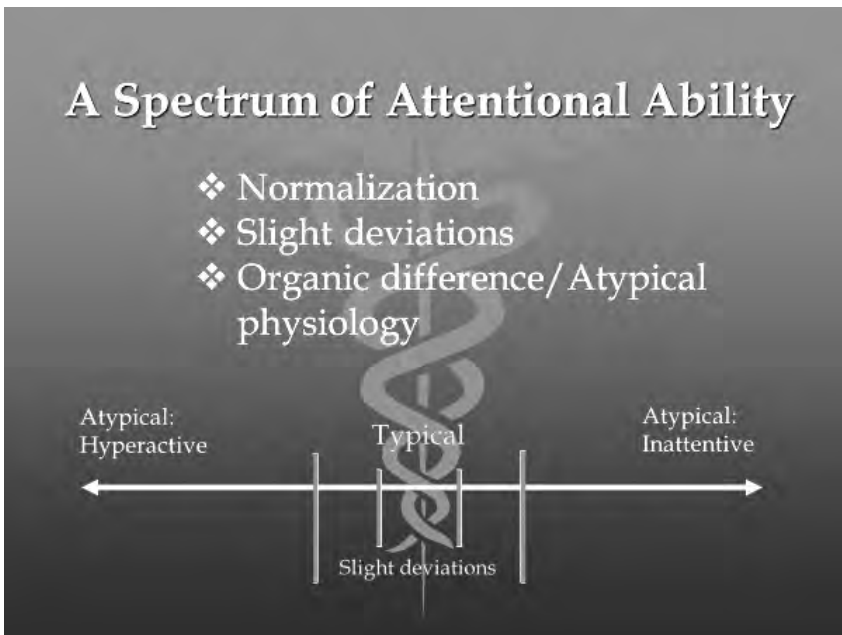 A Spectrum of Attentional Ability
❖ Normalization
❖ Slight deviations
❖ Organic difference/Atypical
physiology
Atypical:
Hyperactive
Typical
Atypical:
Inattentive
Slight deviations